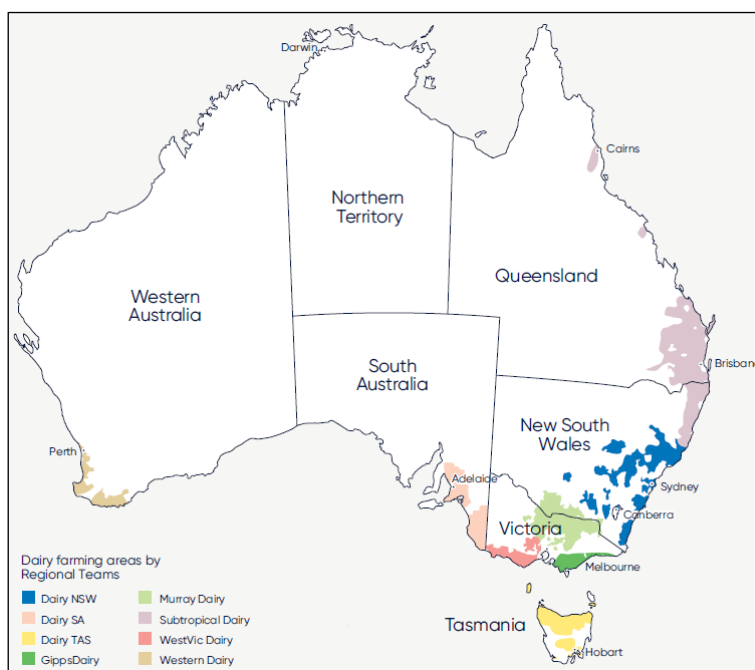 Darwin
Cairns
Northern
Territory
Queensland
Western
Australia
South
Australia
Brisbane
New South
Wales
Perth
Adelaide
Sydney
Canberra
Victoria
Melbourne
Tasmania
Hobart
Dairy farming areas by
Regional Teams
Dairy NSW
Dairy SA
Dairy TAS
GippsDairy
Murray Dairy
Subtropical Dairy
WestVic Dairy
Western Dairy